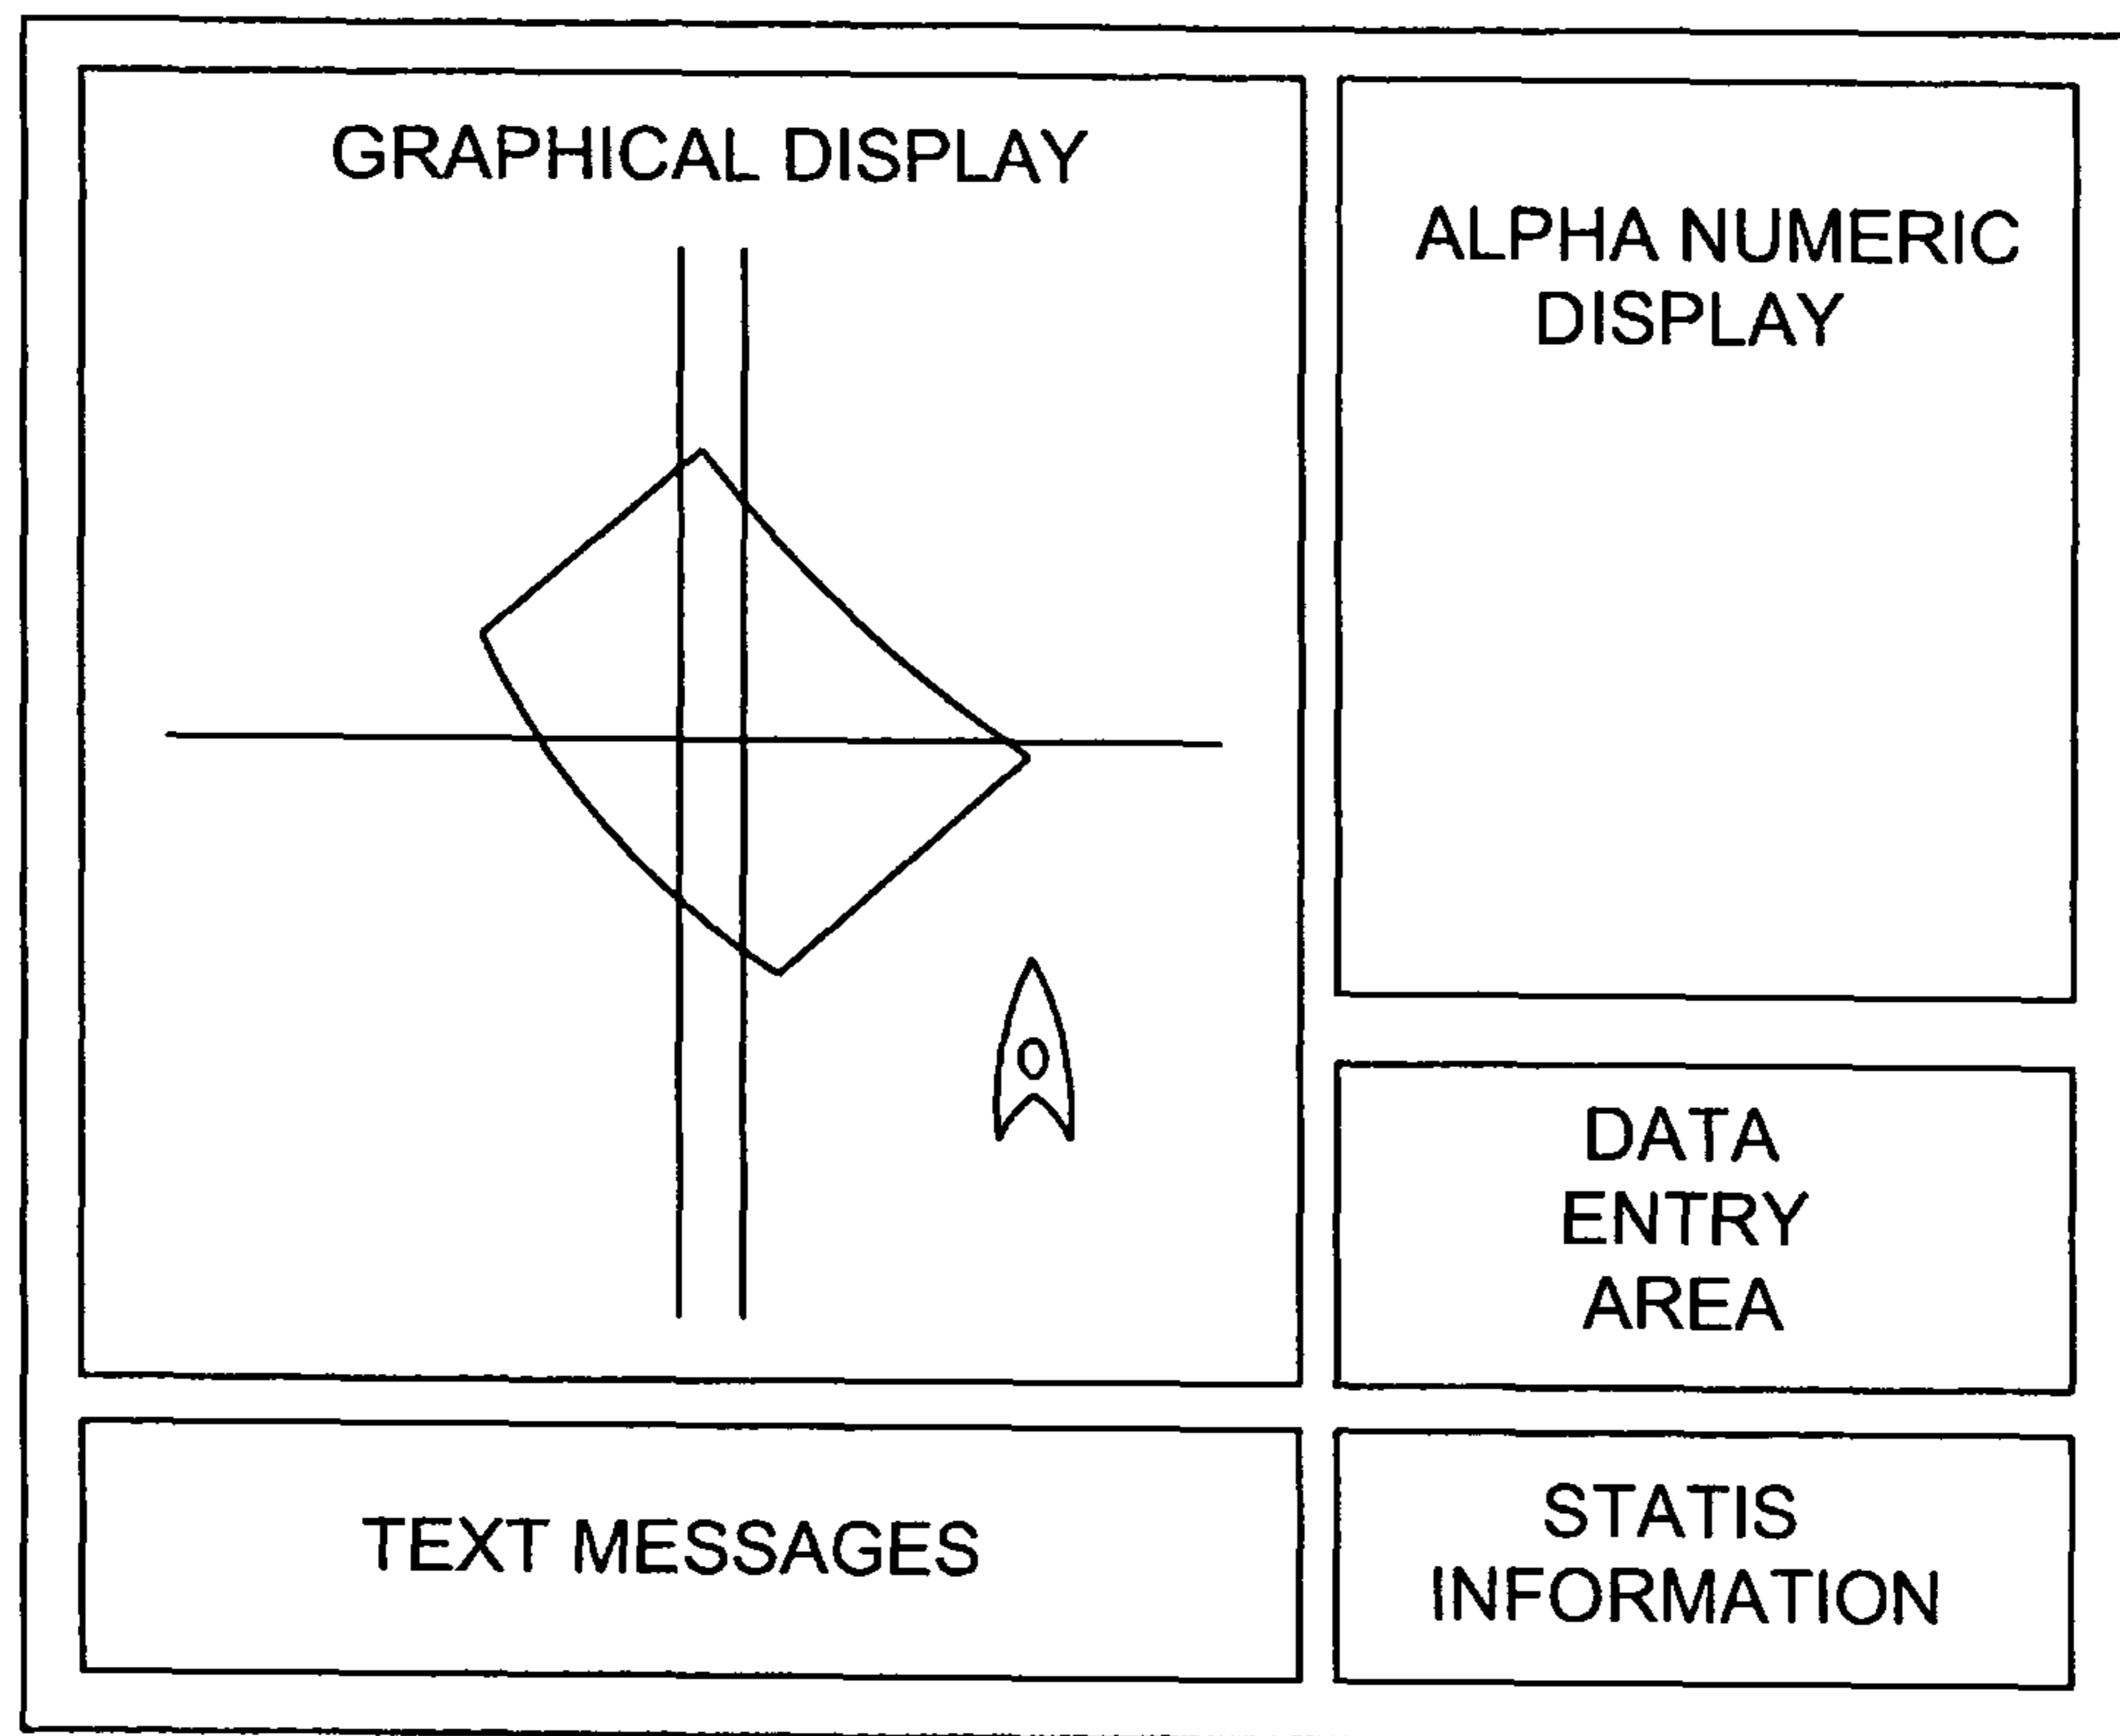 GRAPHICAL DISPLAY
ALPHA NUMERIC
DISPLAY
DATA
ENTRY
AREA
TEXT MESSAGES
STATIS
INFORMATION